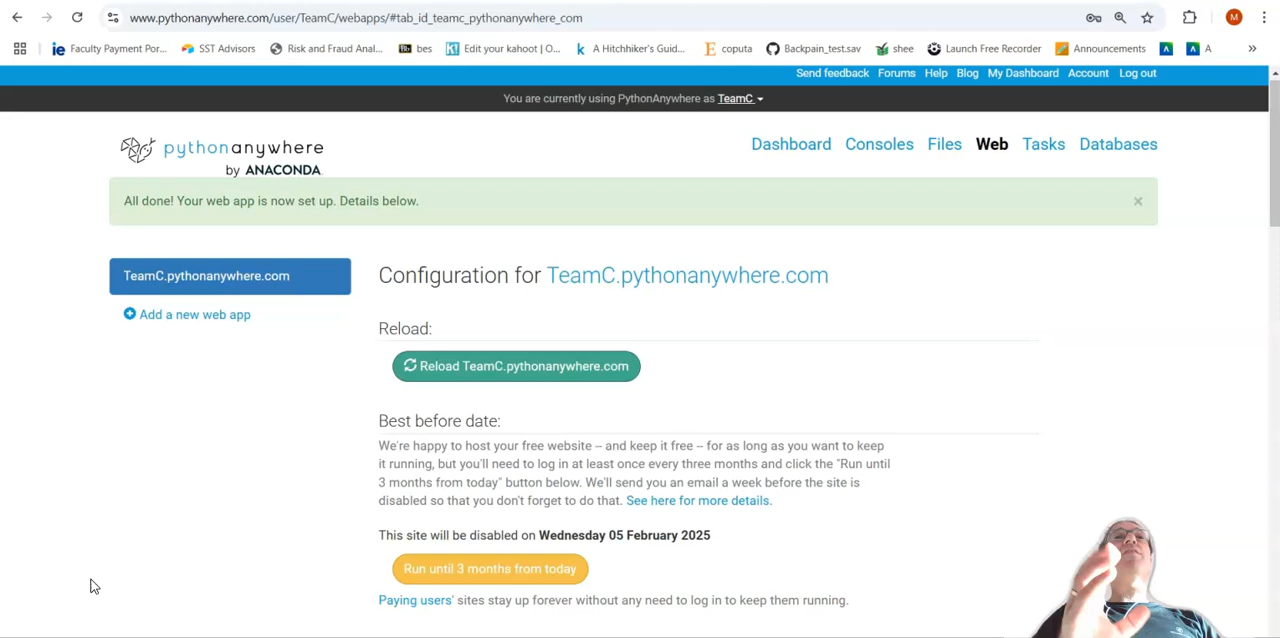 www.pythonanywhere.com/user/TeamC/webapps/#tab_id_teamc_pythonanywhere_com
M
ie Faculty Payment Por... SST Advisors Risk and Fraud Anal... bes Edit your kahoot | O... k A Hitchhiker's Guid... E coputa Backpain_test.sav shee Launch Free Recorder Announcements A A A »
Send feedback Forums Help Blog My Dashboard Account Log out
You are currently using PythonAnywhere as TeamC
pythonanywhere
by ANACONDA.
Dashboard Consoles Files Web Tasks Databases
All done! Your web app is now set up. Details below. ×
TeamC.pythonanywhere.com
Add a new web app
Configuration for TeamC.pythonanywhere.com
Reload:
Reload TeamC.pythonanywhere.com
Best before date:
We're happy to host your free website -- and keep it free -- for as long as you want to keep
it running, but you'll need to log in at least once every three months and click the "Run until
3 months from today" button below. We'll send you an email a week before the site is
disabled so that you don't forget to do that. See here for more details.
This site will be disabled on Wednesday 05 February 2025
Run until 3 months from today
Paying users' sites stay up forever without any need to log in to keep them running.